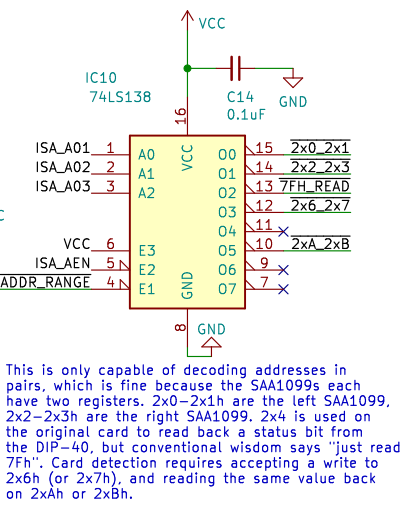 VCC
IC10
74LS138
C14
0.1uF
GND
16
VCC
ISA_A01 1 A0 O0 15 2x0_2x1
ISA_A02 2 A1 O1 14 2x2_2x3
ISA_A03 3 A2 O2 13 7FH_READ
O3 12 2x6_2x7
O4 11
VCC 6 E3 O5 10 2xA_2xB
ISA_AEN 5 E2 O6 9
ADDR_RANGE 4 E1 O7 7
GND
8
GND
This is only capable of decoding addresses in
pairs, which is fine because the SAA1099s each
have two registers. 2x0-2x1h are the left SAA1099,
2x2-2x3h are the right SAA1099. 2x4 is used on
the original card to read back a status bit from
the DIP-40, but conventional wisdom says "just read
7Fh". Card detection requires accepting a write to
2x6h (or 2x7h), and reading the same value back
on 2xAh or 2xBh.